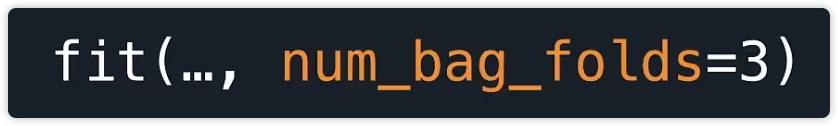 fit(…, num_bag_folds=3)